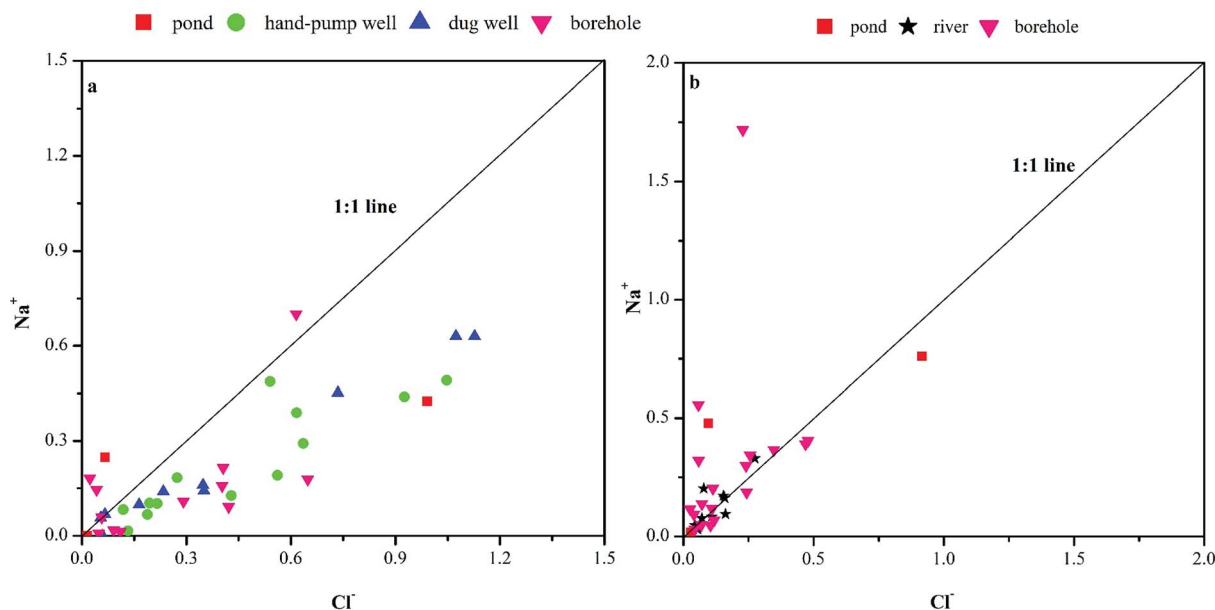 pond hand-pump well dug well borehole
pond river borehole
a
1.5
1.2
0.9
0.6
0.3
0.0
Na⁺
1:1 line
0.0 0.3 0.6 0.9 1.2 1.5
Cl⁻
b
2.0
1.5
1.0
0.5
0.0
Na⁺
1:1 line
0.0 0.5 1.0 1.5 2.0
Cl⁻